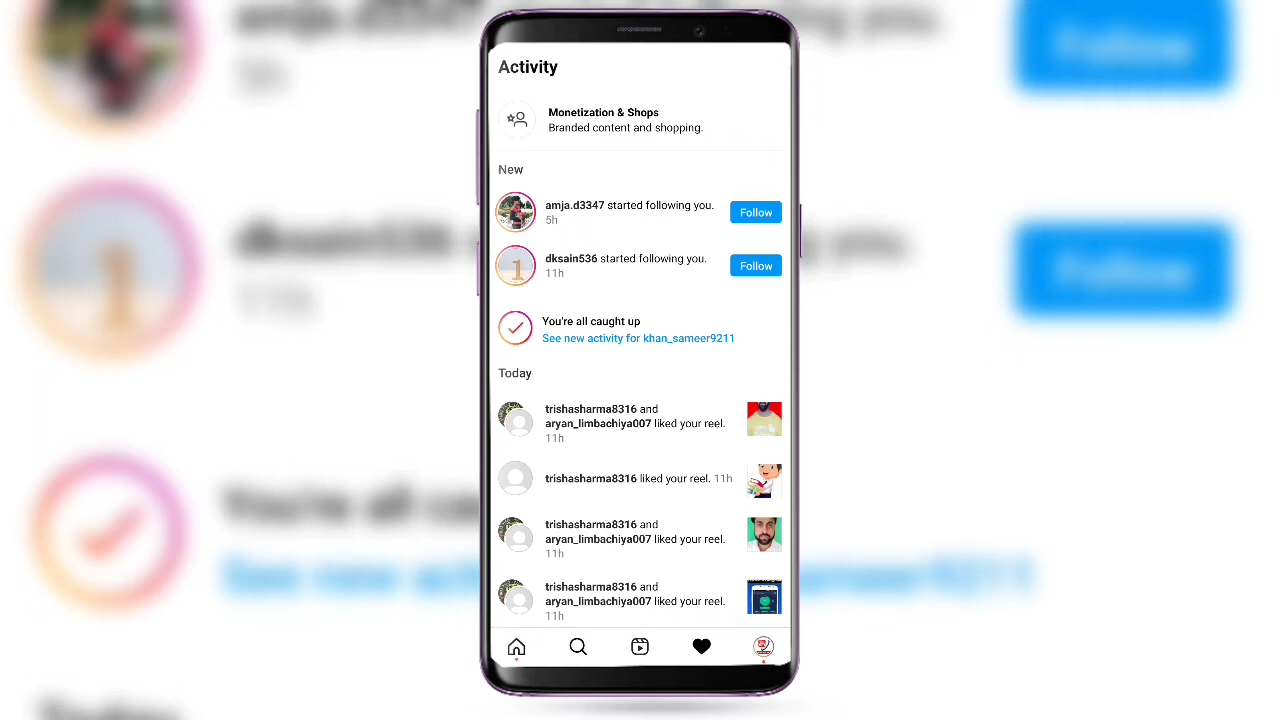 Activity
Monetization & Shops
Branded content and shopping.
New
amja.d3347 started following you.
5h
Follow
dksain536 started following you.
11h
Follow
You're all caught up
See new activity for khan_sameer9211
Today
trishasharma8316 and
aryan_limbachiya007 liked your reel.
11h
trishasharma8316 liked your reel. 11h
trishasharma8316 and
aryan_limbachiya007 liked your reel.
11h
trishasharma8316 and
aryan_limbachiya007 liked your reel.
11h